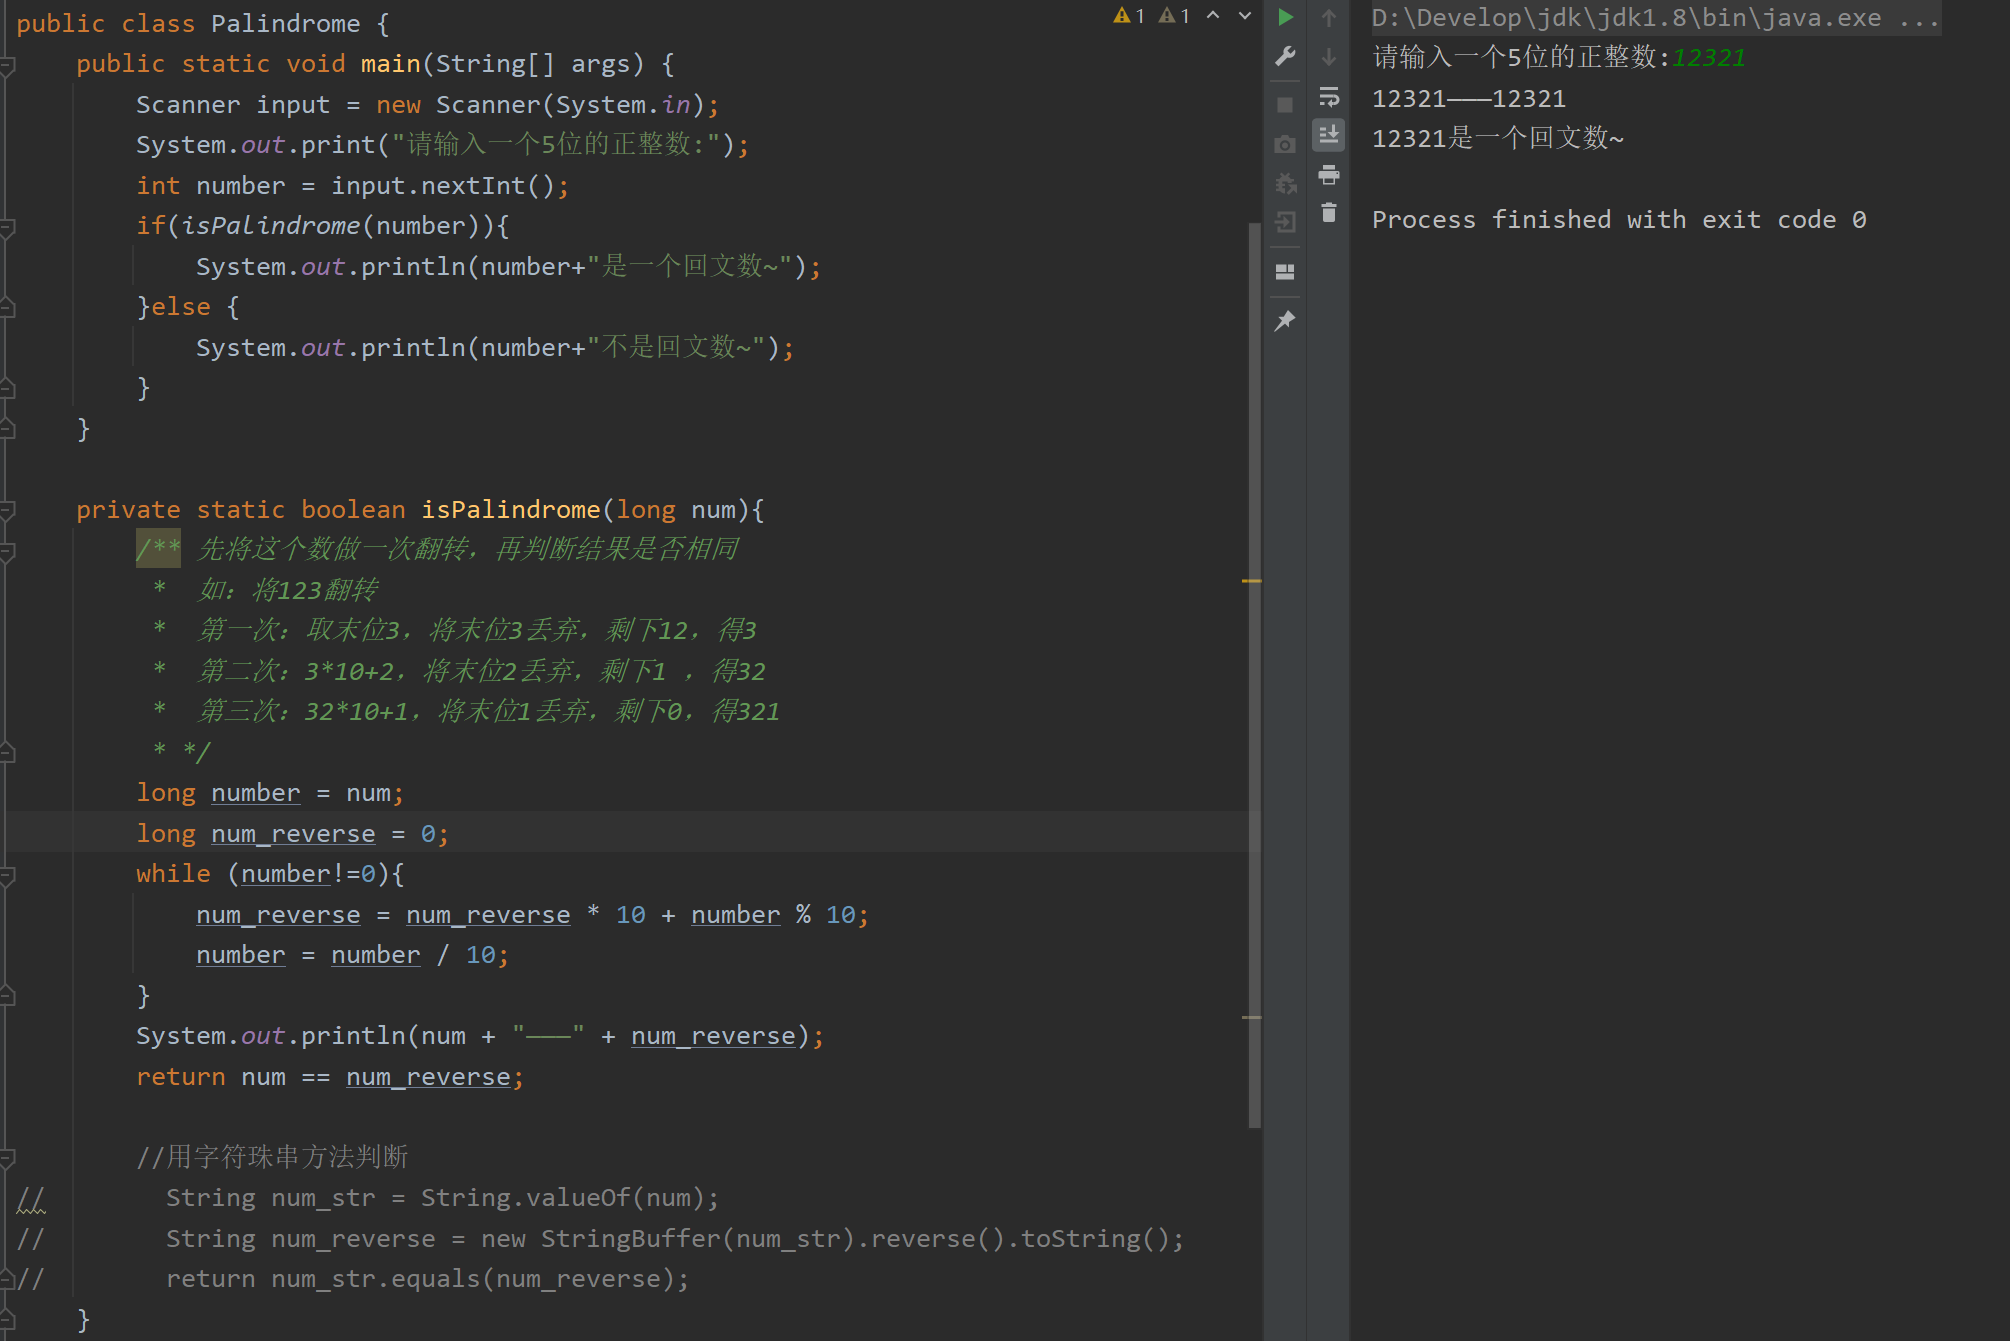 public class Palindrome {
    public static void main(String[] args) {
        Scanner input = new Scanner(System.in);
        System.out.print("请输入一个5位的正整数:");
        int number = input.nextInt();
        if(isPalindrome(number)){
            System.out.println(number+"是一个回文数~");
        }else {
            System.out.println(number+"不是回文数~");
        }
    }
    private static boolean isPalindrome(long num){
        /** 先将这个数做一次翻转，再判断结果是否相同
         *  如：将123翻转
         *  第一次：取末位3，将末位3丢弃，剩下12，得3
         *  第二次：3*10+2，将末位2丢弃，剩下1 ，得32
         *  第三次：32*10+1，将末位1丢弃，剩下0，得321
         * */
        long number = num;
        long num_reverse = 0;
        while (number!=0){
            num_reverse = num_reverse * 10 + number % 10;
            number = number / 10;
        }
        System.out.println(num + "———" + num_reverse);
        return num == num_reverse;
        //用字符珠串方法判断
//        String num_str = String.valueOf(num);
//        String num_reverse = new StringBuffer(num_str).reverse().toString();
//        return num_str.equals(num_reverse);
    }
1 1
D:\Develop\jdk\jdk1.8\bin\java.exe ...
请输入一个5位的正整数:12321
12321———12321
12321是一个回文数~
Process finished with exit code 0